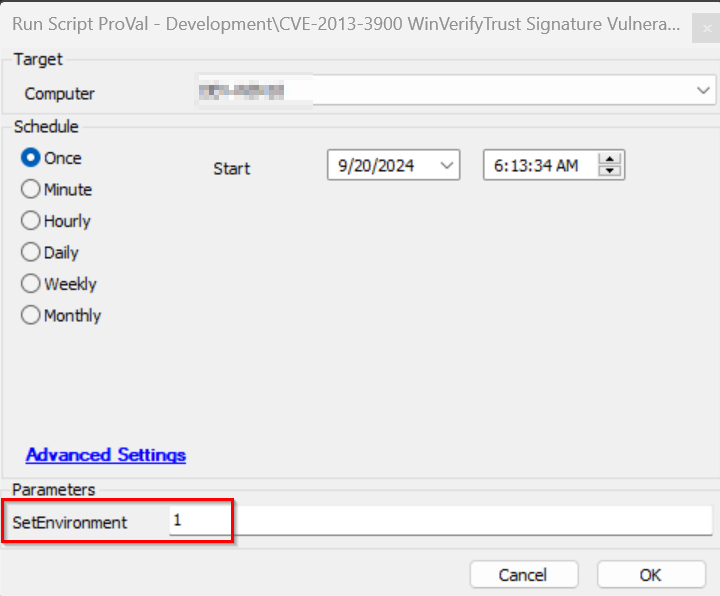 Run Script ProVal - Development\CVE-2013-3900 WinVerifyTrust Signature Vulnera...
Target
Computer
Schedule
Once
Start
9/20/2024
6:13:34 AM
Minute
Hourly
Daily
Weekly
Monthly
Advanced Settings
Parameters
SetEnvironment
1
Cancel
OK